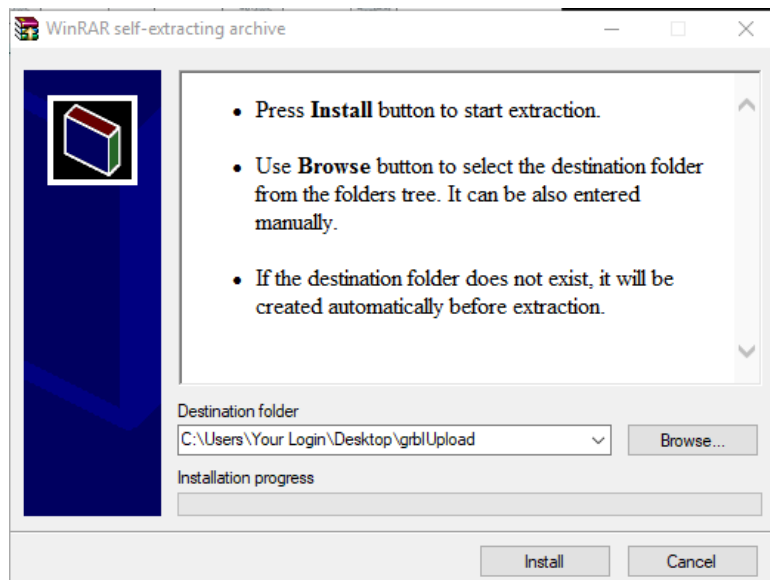 WinRAR self-extracting archive
• Press Install button to start extraction.
• Use Browse button to select the destination folder
from the folders tree. It can be also entered
manually.
• If the destination folder does not exist, it will be
created automatically before extraction.
Destination folder
C:\Users\Your Login\Desktop\grblUpload
Browse...
Installation progress
Install
Cancel